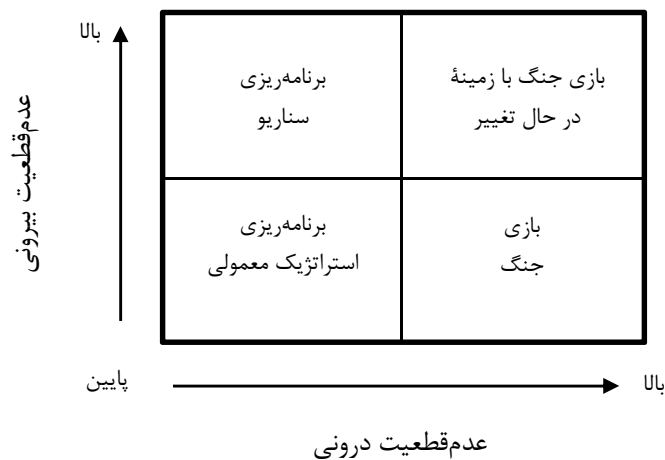 بالا
عدم‌قطعیت بیرونی
بازی جنگ با زمینهٔ
در حال تغییر
برنامه‌ریزی
سناریو
بازی
جنگ
برنامه‌ریزی
استراتژیک معمولی
بالا
پایین
عدم‌قطعیت درونی